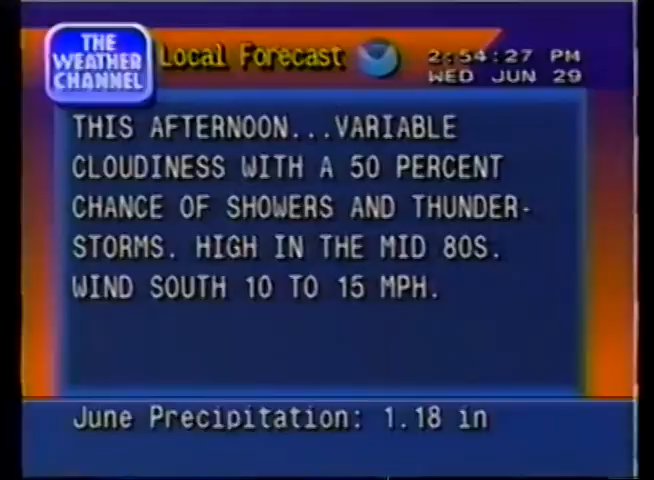 THE
WEATHER
CHANNEL
Local Forecast
2:54:27 PM
WED JUN 29
THIS AFTERNOON...VARIABLE
CLOUDINESS WITH A 50 PERCENT
CHANCE OF SHOWERS AND THUNDER-
STORMS. HIGH IN THE MID 80S.
WIND SOUTH 10 TO 15 MPH.
June Precipitation: 1.18 in